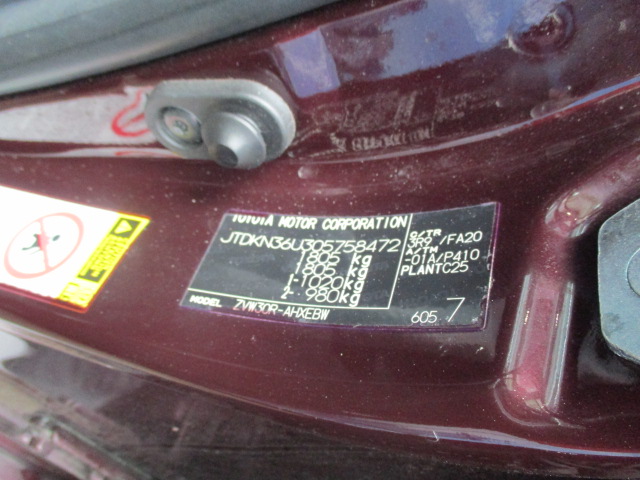 TOYOTA MOTOR CORPORATION
JTDKN36U305758472
1805 kg
1805 kg
1-1020kg
2- 980kg
MODEL ZVW30R-AHXEBW
C/TR
3R9 /FA20
A/TM
-01A/P410
PLANTC25
605 7